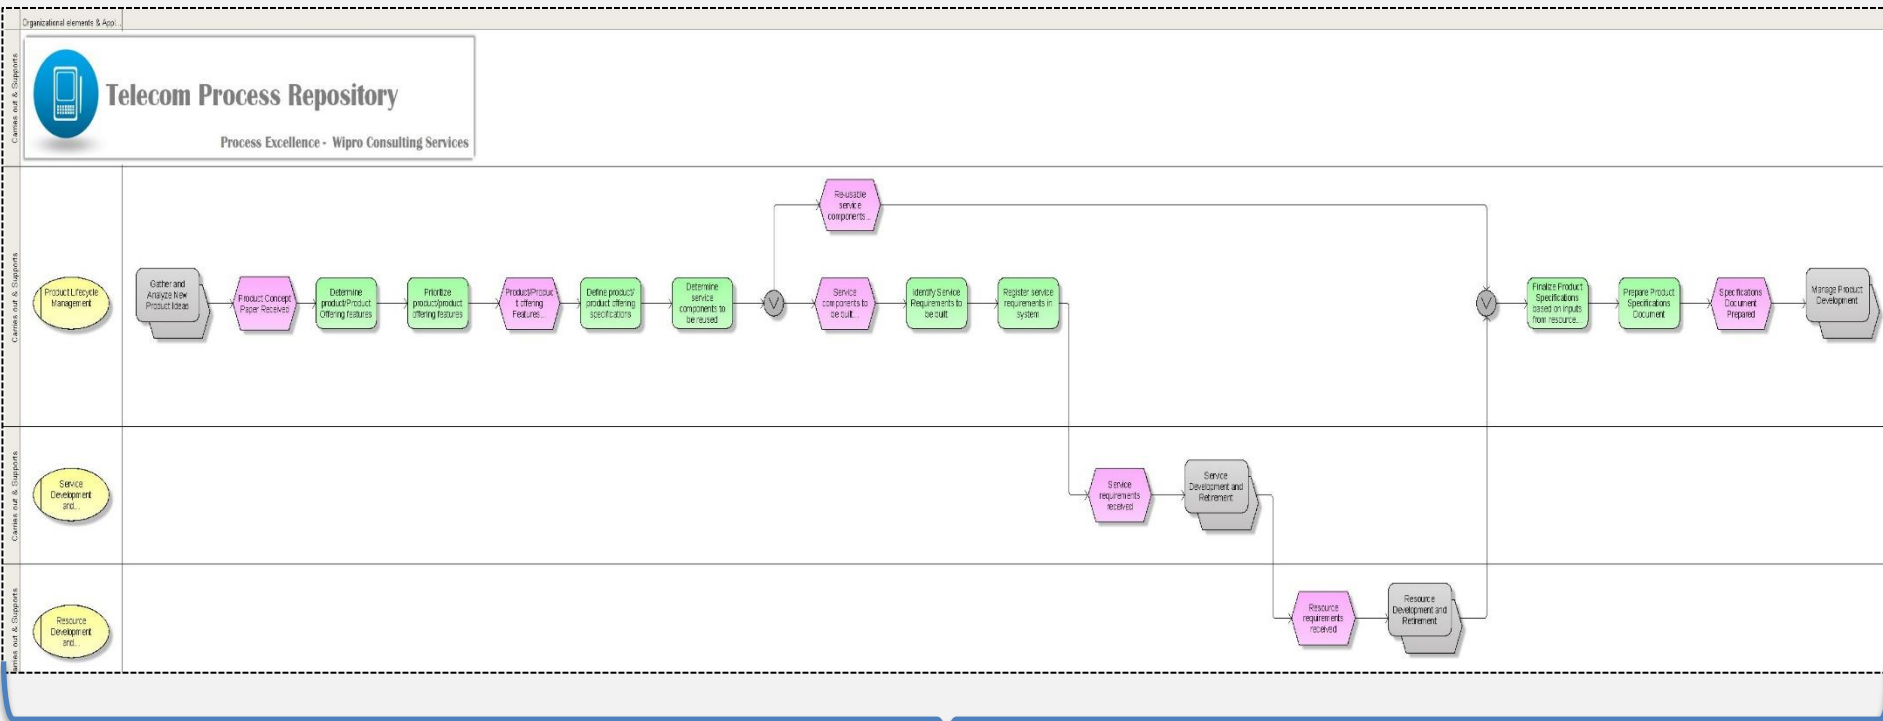 Organizational elements & Appl...
Carries out & Supports
Telecom Process Repository
Process Excellence - Wipro Consulting Services
Carries out & Supports
Product Lifecycle
Management
Gather and
Analyze New
Product Ideas
Product Concept
Paper Received
Determine
product/Product
Offering features
Prioritize
product/product
offering features
Product/Produc
t offering
Features...
Define product/
product offering
specifications
Determine
service
components to
be reused
V
Re-usable
service
components...
Service
components to
be built...
Identify Service
Requirements to
be built
Register service
requirements in
system
V
Finalize Product
Specifications
based on inputs
from resource...
Prepare Product
Specifications
Document
Specifications
Document
Prepared
Manage Product
Development
Carries out & Supports
Service
Development
and...
Service
requirements
received
Service
Development and
Retirement
arries out & Supports
Resource
Development
and...
Resource
requirements
received
Resource
Development and
Retirement